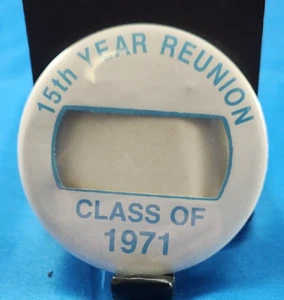 15th YEAR REUNION
CLASS OF
1971